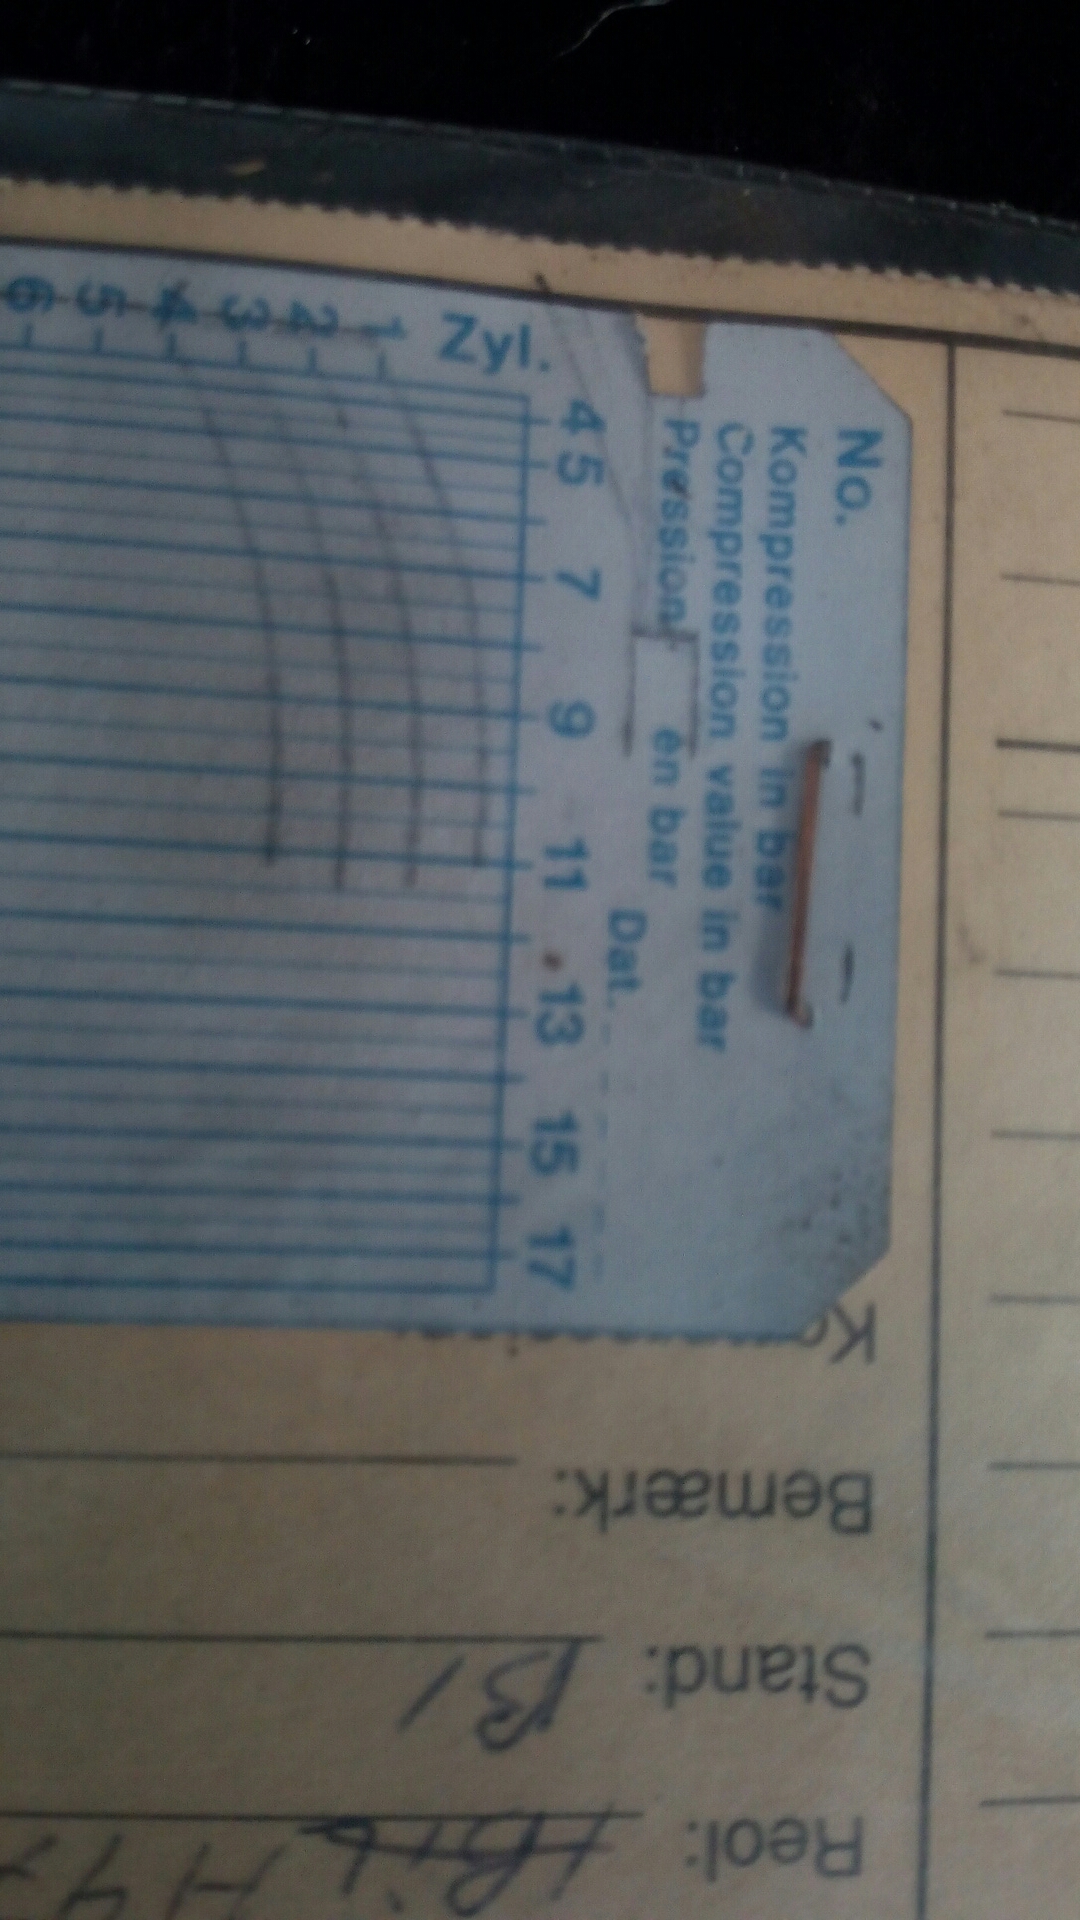 No.
Kompression in bar
Compression value in bar
Pression en bar
Dat.
Zyl. 4 5 7 9 11 13 15 17
1
2
3
4
5
6
Bemærk:
Stand: B1
Reol: